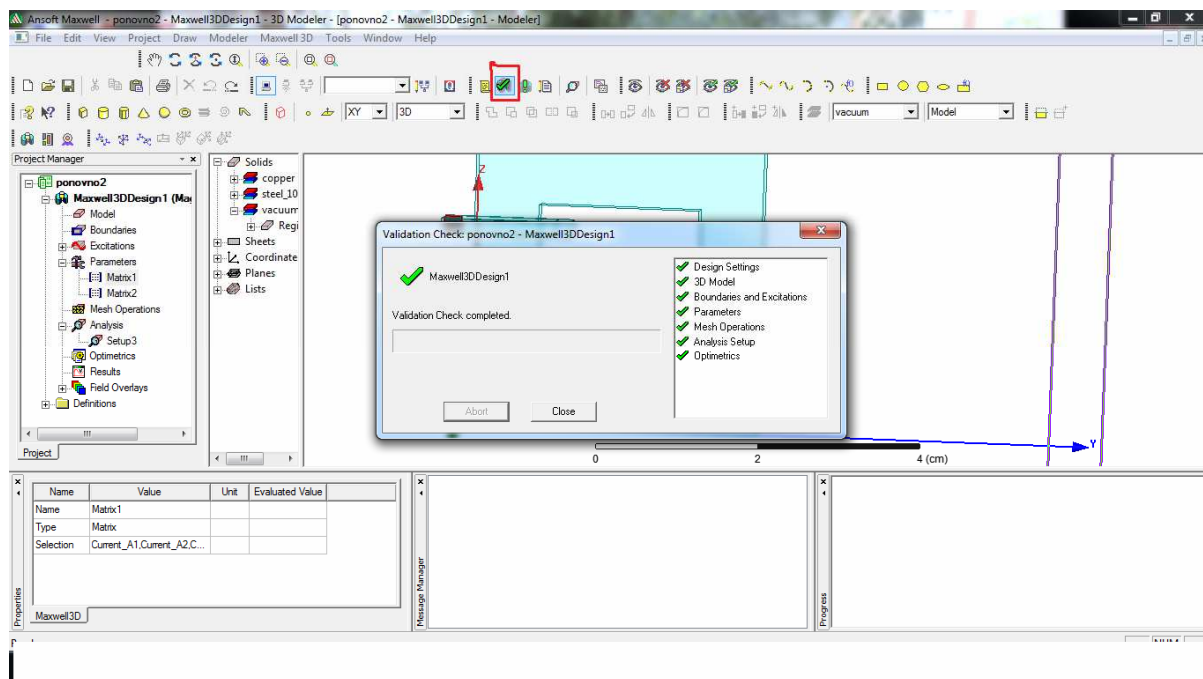 Ansoft Maxwell - ponovno2 - Maxwell3DDesign1 - 3D Modeler - [ponovno2 - Maxwell3DDesign1 - Modeler]
File Edit View Project Draw Modeler Maxwell 3D Tools Window Help
XY 3D vacuum Model
Project Manager
ponovno2
Maxwell3DDesign1 (Ma
Model
Boundaries
Excitations
Parameters
Matrix1
Matrix2
Mesh Operations
Analysis
Setup3
Optimetrics
Results
Field Overlays
Definitions
Project
Solids
copper
steel_10
vacuum
Regi
Sheets
Coordinate
Planes
Lists
Z
Validation Check: ponovno2 - Maxwell3DDesign1
Maxwell3DDesign1
Validation Check completed.
Abort Close
Design Settings
3D Model
Boundaries and Excitations
Parameters
Mesh Operations
Analysis Setup
Optimetrics
Y
0 2 4 (cm)
Name Value Unit Evaluated Value
Name Matrix1
Type Matrix
Selection Current_A1,Current_A2,C...
Properties
Maxwell3D
Message Manager
Progress